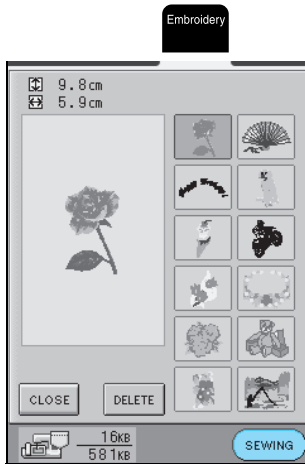 Embroidery
9.8cm
5.9cm
CLOSE
DELETE
16KB
581KB
SEWING